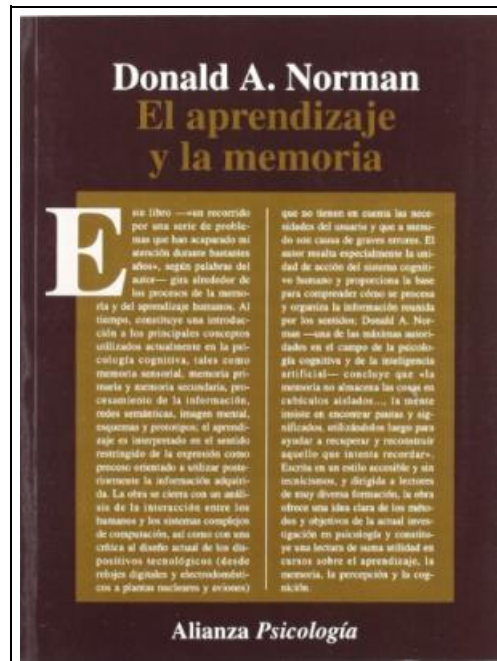 Donald A. Norman
El aprendizaje
y la memoria
Este libro —«un recorrido
por una serie de proble-
mas que han acaparado mi
atención durante bastantes
años», según palabras del
autor— gira alrededor de
los procesos de la memo-
ria y del aprendizaje humanos. Al
tiempo, constituye una introduc-
ción a los principales conceptos
utilizados actualmente en la psi-
cología cognitiva, tales como
memoria sensorial, memoria pri-
maria y memoria secundaria, pro-
cesamiento de la información,
redes semánticas, imagen mental,
esquemas y prototipos; el aprendi-
zaje es interpretado en el sentido
restringido de la expresión como
proceso orientado a utilizar poste-
riormente la información adquiri-
da. La obra se cierra con un análi-
sis de la interacción entre los
humanos y los sistemas complejos
de computación, así como con una
crítica al diseño actual de los dis-
positivos tecnológicos (desde
relojes digitales y electrodomésti-
cos a plantas nucleares y aviones)
que no tienen en cuenta las nece-
sidades del usuario y que a menu-
do son causa de graves errores. El
autor resalta especialmente la uni-
dad de acción del sistema cogniti-
vo humano y proporciona la base
para comprender cómo se procesa
y organiza la información reunida
por los sentidos; Donald A. Nor-
man —una de las máximas autori-
dades en el campo de la psicolo-
gía cognitiva y de la inteligencia
artificial— concluye que «la
memoria no almacena las cosas en
cubículos aislados..., la mente
insiste en encontrar pautas y sig-
nificados, utilizándolos luego para
ayudar a recuperar y reconstruir
aquello que intenta recordar».
Escrita en un estilo accesible y sin
tecnicismos, y dirigida a lectores
de muy diversa formación, la obra
ofrece una idea clara de los méto-
dos y objetivos de la actual inves-
tigación en psicología y constitu-
ye una lectura de suma utilidad en
cursos sobre el aprendizaje, la
memoria, la percepción y la cog-
nición.
Alianza Psicología